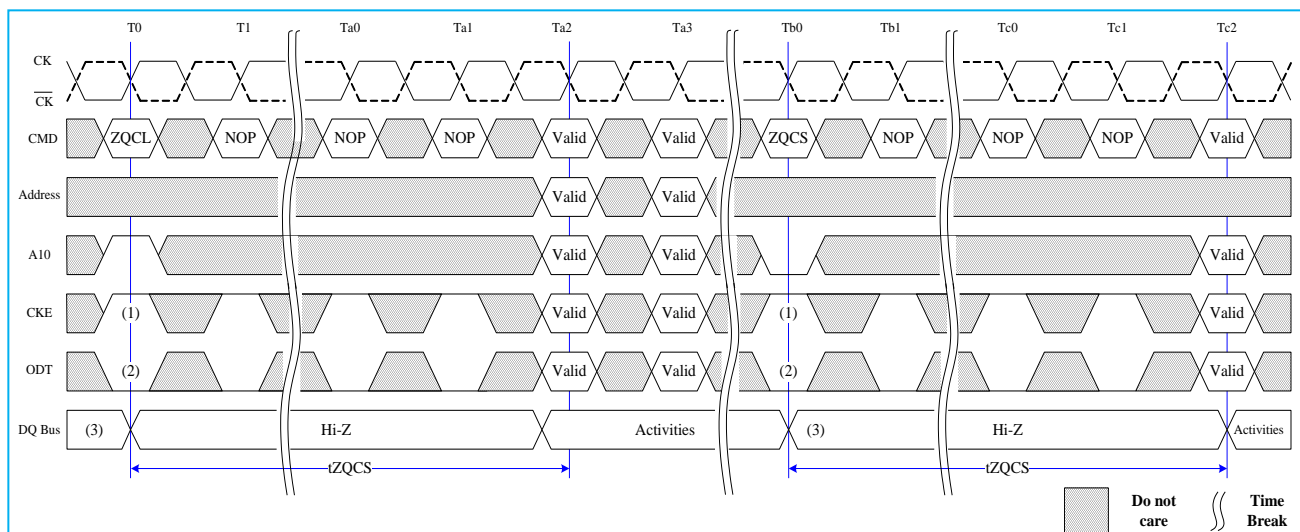 T0 T1 Ta0 Ta1 Ta2 Ta3 Tb0 Tb1 Tc0 Tc1 Tc2
CK
CK
CMD ZQCL NOP NOP NOP Valid Valid ZQCS NOP NOP NOP Valid
Address Valid Valid
A10 Valid Valid Valid
CKE (1) Valid Valid (1) Valid
ODT (2) Valid Valid (2) Valid
DQ Bus (3) Hi-Z Activities (3) Hi-Z Activities
tZQCS tZQCS
Do not care
Time Break